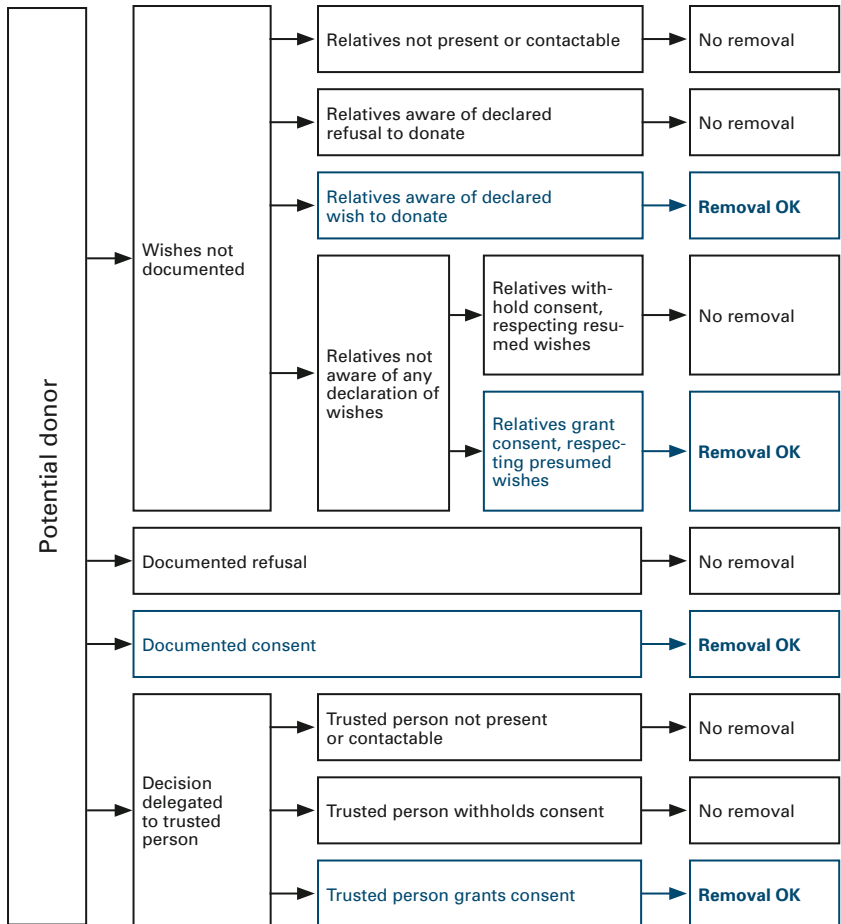 Potential donor
Wishes not
documented
Relatives not present or contactable
No removal
Relatives aware of declared
refusal to donate
No removal
Relatives aware of declared
wish to donate
Removal OK
Relatives not
aware of any
declaration of
wishes
Relatives with-
hold consent,
respecting resu-
med wishes
No removal
Relatives grant
consent, respec-
ting presumed
wishes
Removal OK
Documented refusal
No removal
Documented consent
Removal OK
Decision
delegated
to trusted
person
Trusted person not present
or contactable
No removal
Trusted person withholds consent
No removal
Trusted person grants consent
Removal OK